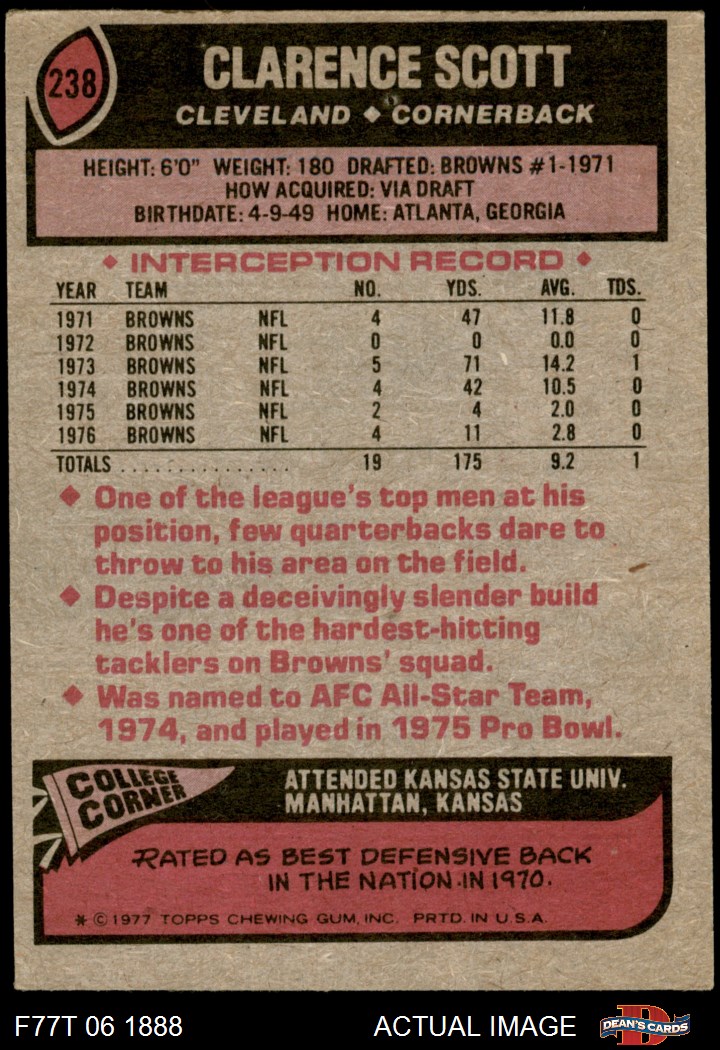 238
CLARENCE SCOTT
CLEVELAND ◆ CORNERBACK
HEIGHT: 6'0" WEIGHT: 180 DRAFTED: BROWNS #1-1971
HOW ACQUIRED: VIA DRAFT
BIRTHDATE: 4-9-49 HOME: ATLANTA, GEORGIA
◆ INTERCEPTION RECORD ◆
YEAR TEAM NO. YDS. AVG. TDS.
1971 BROWNS NFL 4 47 11.8 0
1972 BROWNS NFL 0 0 0.0 0
1973 BROWNS NFL 5 71 14.2 1
1974 BROWNS NFL 4 42 10.5 0
1975 BROWNS NFL 2 4 2.0 0
1976 BROWNS NFL 4 11 2.8 0
TOTALS ................ 19 175 9.2 1
◆ One of the league's top men at his
position, few quarterbacks dare to
throw to his area on the field.
◆ Despite a deceivingly slender build
he's one of the hardest-hitting
tacklers on Browns' squad.
◆ Was named to AFC All-Star Team,
1974, and played in 1975 Pro Bowl.
COLLEGE
CORNER
ATTENDED KANSAS STATE UNIV.
MANHATTAN, KANSAS
RATED AS BEST DEFENSIVE BACK
IN THE NATION IN 1970.
* © 1977 TOPPS CHEWING GUM, INC. PRTD. IN U.S.A.
F77T 06 1888 ACTUAL IMAGE D DEAN'S CARDS